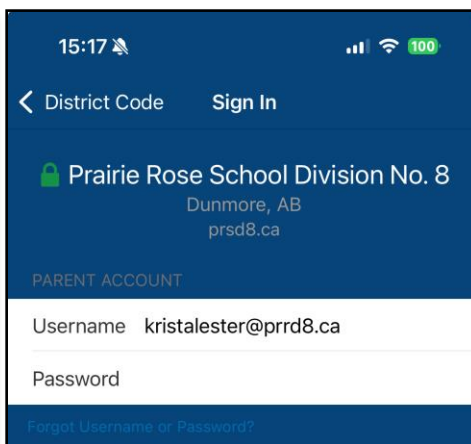 15:17
100
District Code Sign In
Prairie Rose School Division No. 8
Dunmore, AB
prsd8.ca
PARENT ACCOUNT
Username kristalester@prrd8.ca
Password
Forgot Username or Password?